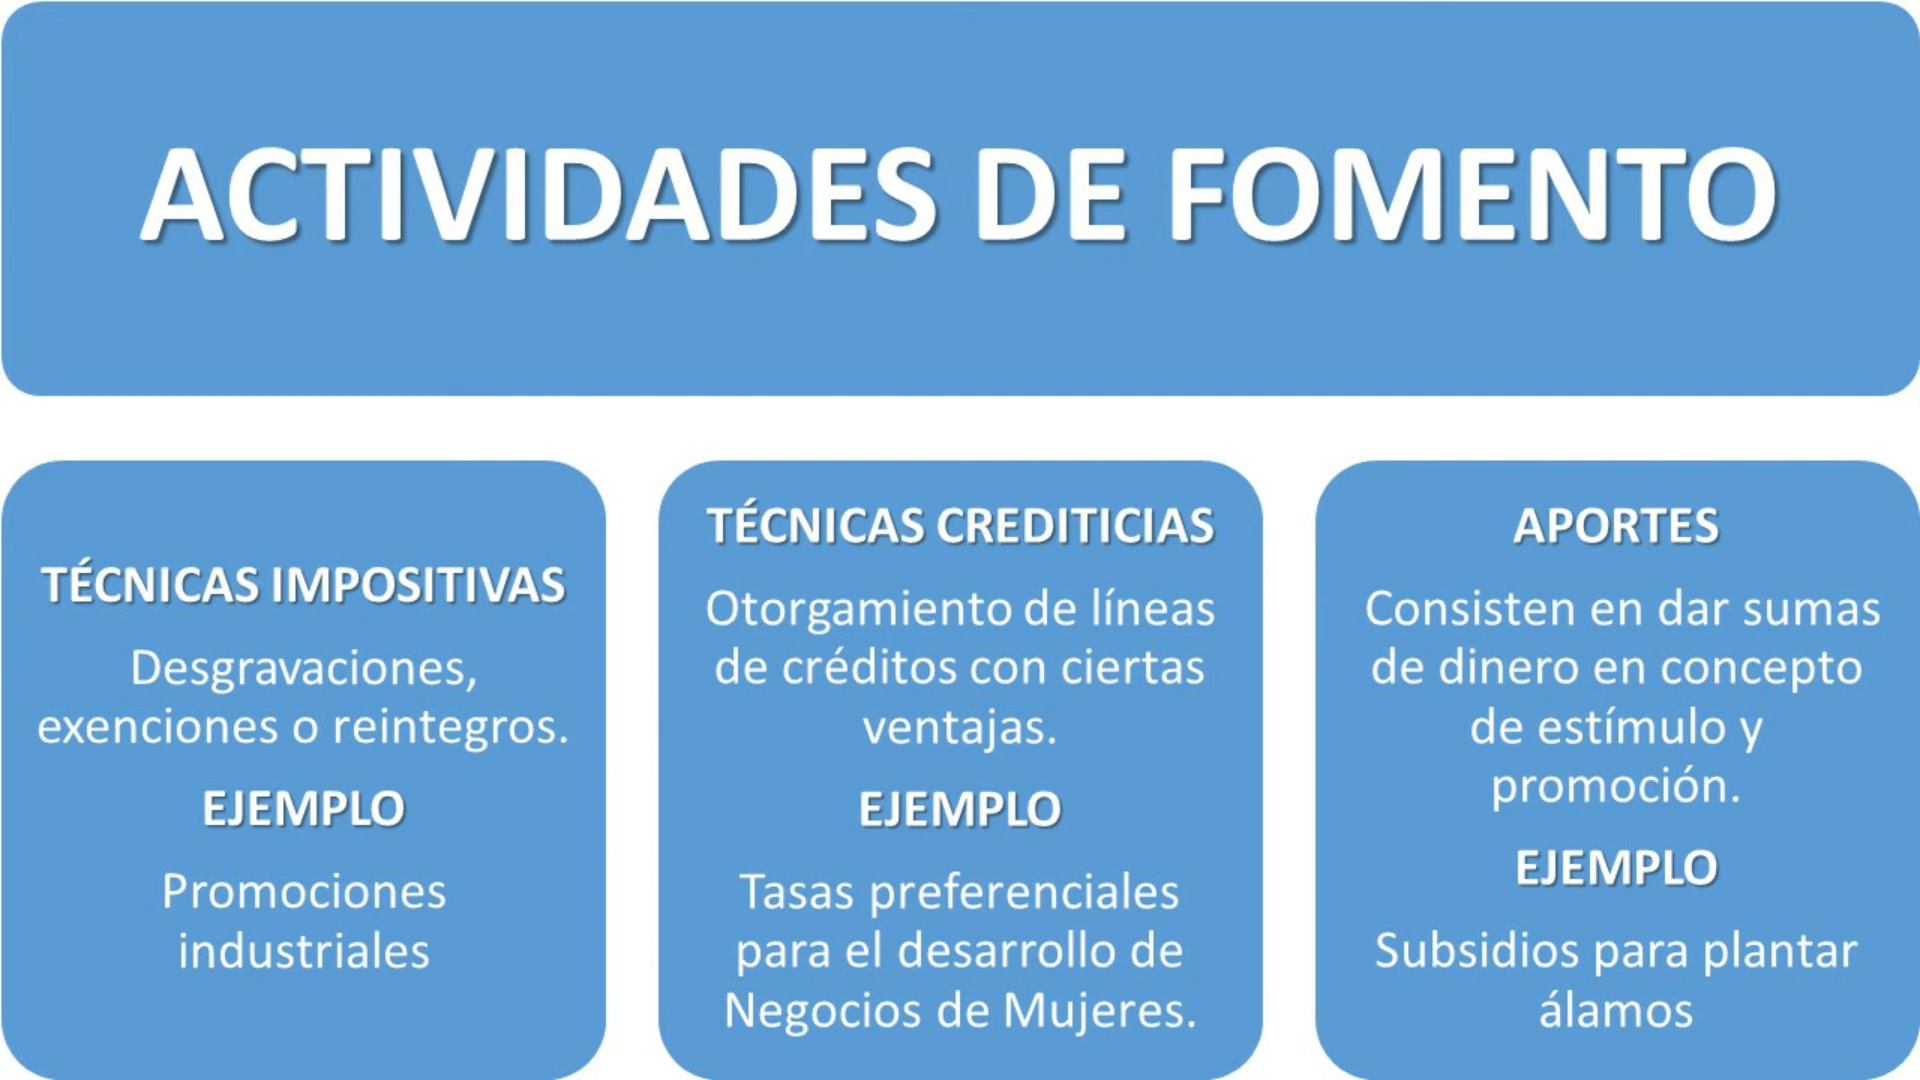 ACTIVIDADES DE FOMENTO
TÉCNICAS IMPOSITIVAS
Desgravaciones,
exenciones o reintegros.
EJEMPLO
Promociones
industriales
TÉCNICAS CREDITICIAS
Otorgamiento de líneas
de créditos con ciertas
ventajas.
EJEMPLO
Tasas preferenciales
para el desarrollo de
Negocios de Mujeres.
APORTES
Consisten en dar sumas
de dinero en concepto
de estímulo y
promoción.
EJEMPLO
Subsidios para plantar
álamos